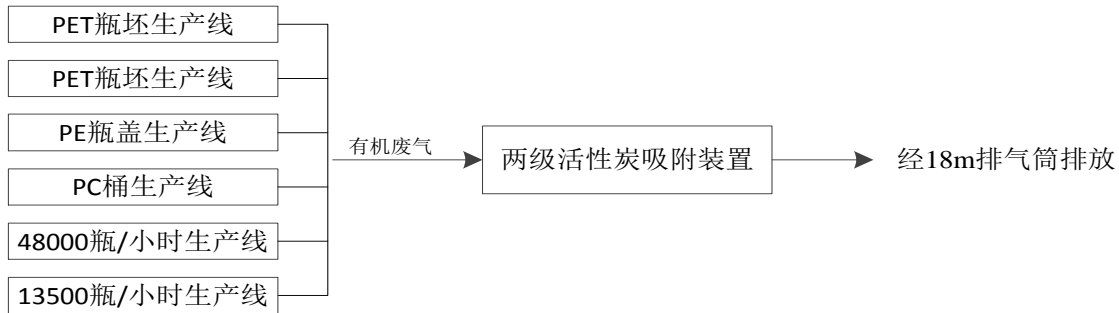 PET瓶坯生产线
PET瓶坯生产线
PE瓶盖生产线
PC桶生产线
48000瓶/小时生产线
13500瓶/小时生产线
有机废气
两级活性炭吸附装置
经18m排气筒排放